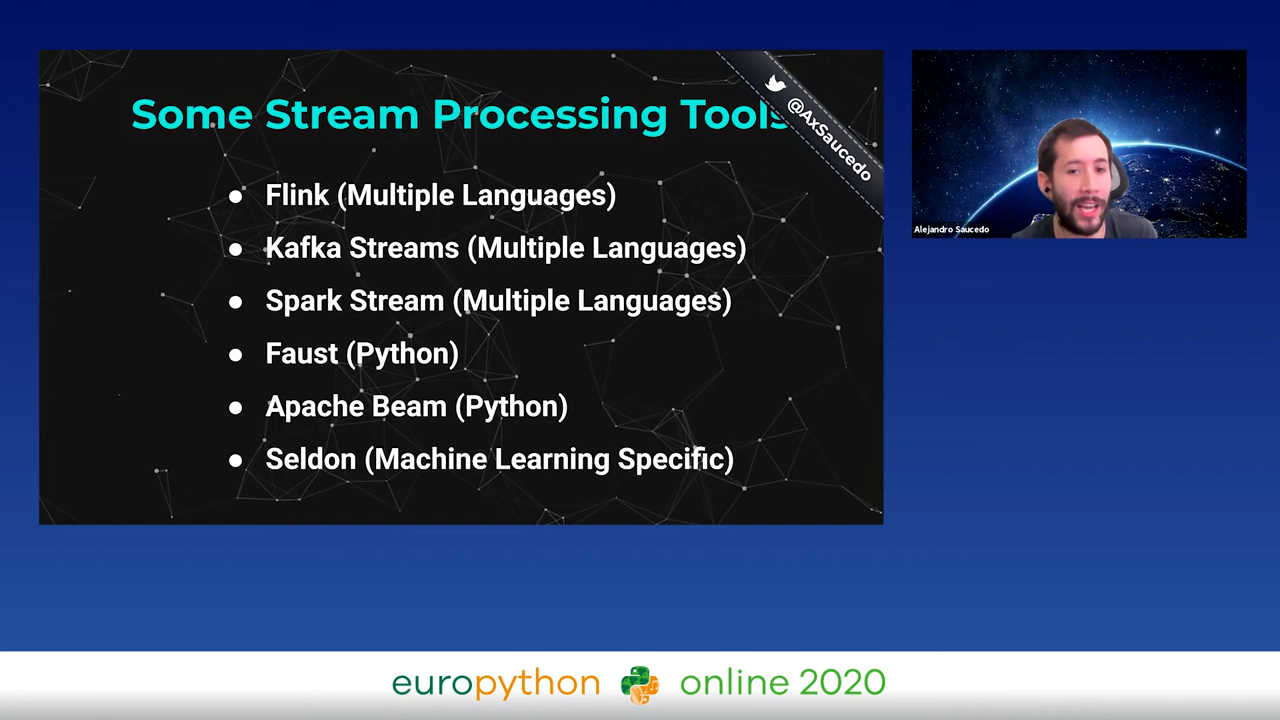 Some Stream Processing Tools
@AxSaucedo
● Flink (Multiple Languages)
● Kafka Streams (Multiple Languages)
● Spark Stream (Multiple Languages)
● Faust (Python)
● Apache Beam (Python)
● Seldon (Machine Learning Specific)
Alejandro Saucedo
europython online 2020